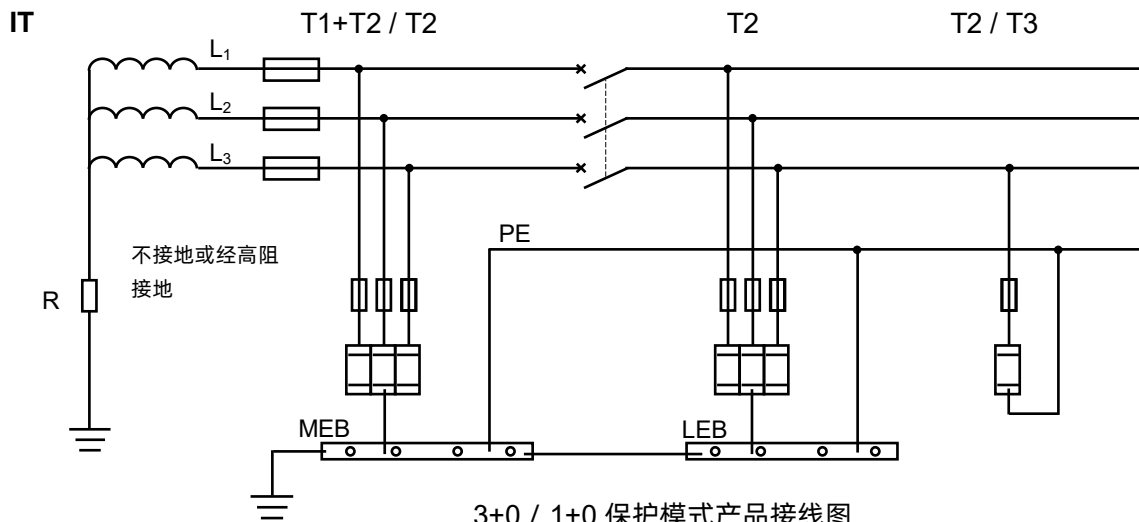 IT
T1+T2 / T2
T2
T2 / T3
L₁
L₂
L₃
PE
不接地或经高阻
接地
R
MEB
LEB
3+0 / 1+0 保护模式产品接线图